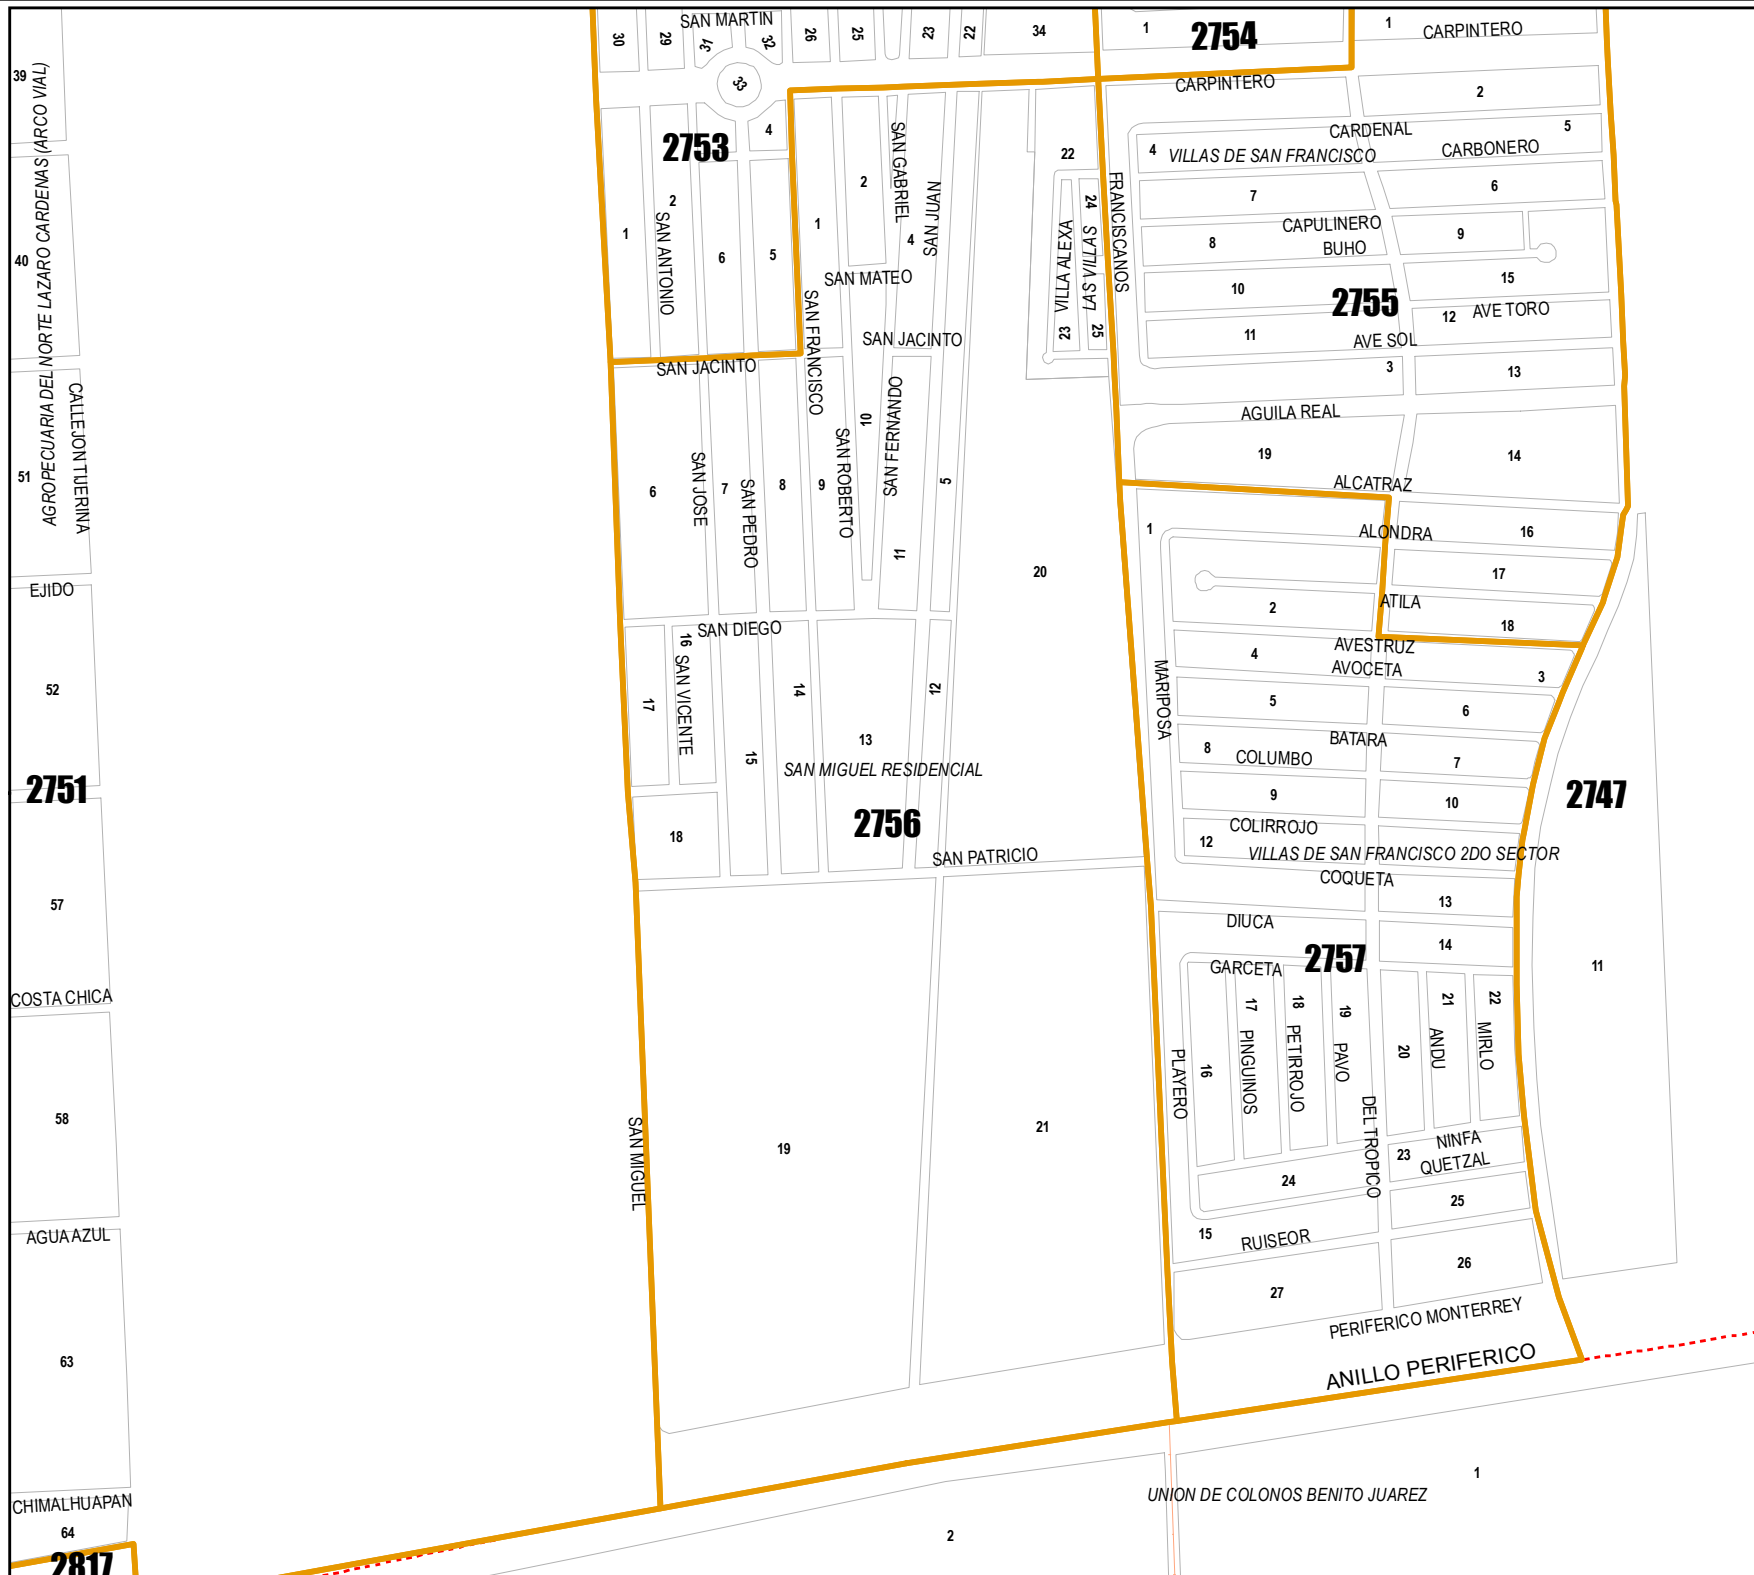 SAN MARTIN
30
29
31
32
26
25
23
22
34
33
1
2754
1
CARPINTERO
39
AGROPECUARIA DEL NORTE LAZARO CARDENAS (ARCO VIAL)
CARPINTERO
2
4
2753
SAN GABRIEL
CARDENAL
5
4
VILLAS DE SAN FRANCISCO
CARBONERO
22
2
2
FRANCISCANOS
7
6
24
LAS VILLAS
VILLA ALEXA
SAN JUAN
1
SAN ANTONIO
6
5
1
4
CAPULINERO
8
BUHO
9
40
SAN MATEO
10
15
2755
SAN FRANCISCO
23
25
12
AVE TORO
11
AVE SOL
SAN JACINTO
SAN JACINTO
3
13
CALLEJON TIJERINA
10
SAN FERNANDO
AGUILA REAL
SAN ROBERTO
19
14
51
6
SAN JOSE
7
SAN PEDRO
8
9
5
ALCATRAZ
1
ALONDRA
16
11
20
17
EJIDO
2
ATILA
18
SAN DIEGO
16
SAN VICENTE
AVESTRUZ
4
AVOCETA
3
MARIPOSA
52
17
14
12
5
6
13
15
SAN MIGUEL RESIDENCIAL
BATARA
8
COLUMBO
7
2751
9
10
2747
18
2756
COLIRROJO
12
VILLAS DE SAN FRANCISCO 2DO SECTOR
SAN PATRICIO
COQUETA
57
13
DIUCA
14
2757
GARCETA
11
COSTA CHICA
17
PINGUINOS
18
PETIRROJO
19
PAVO
21
ANDU
22
MIRLO
16
20
PLAYERO
58
SAN MIGUEL
19
21
DEL TROPICO
NINFA
23
QUETZAL
24
25
AGUA AZUL
15
RUISEOR
26
27
PERIFERICO MONTERREY
63
ANILLO PERIFERICO
1
UNION DE COLONOS BENITO JUAREZ
CHIMALHUAPAN
64
2
2817